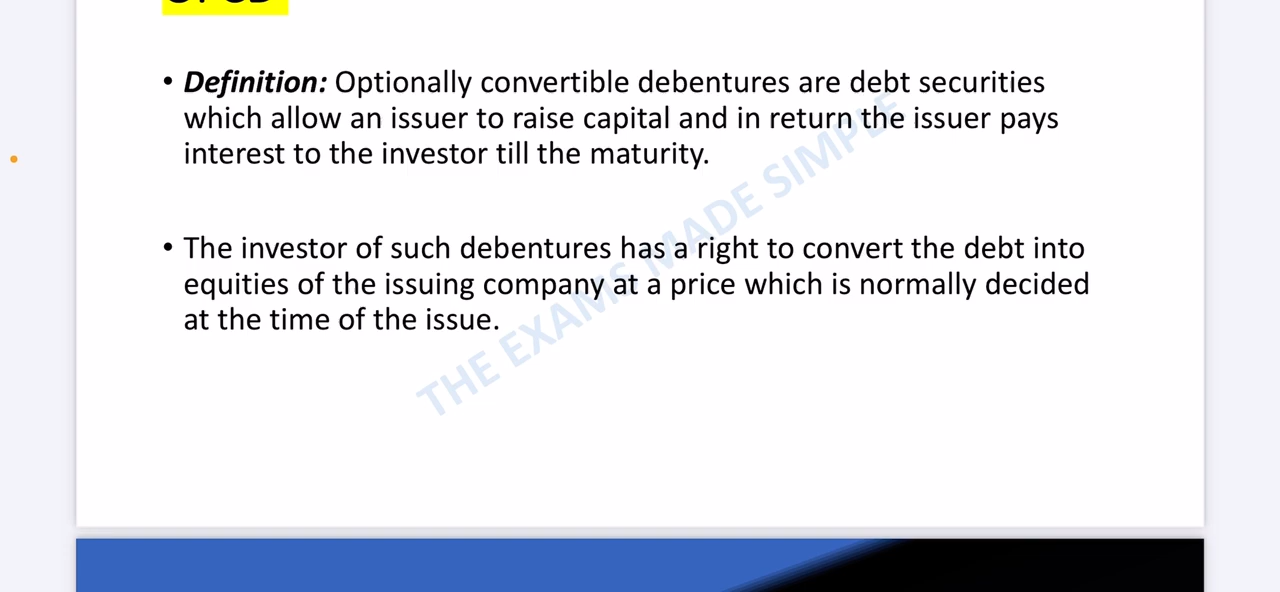 • Definition: Optionally convertible debentures are debt securities
which allow an issuer to raise capital and in return the issuer pays
interest to the investor till the maturity.
• The investor of such debentures has a right to convert the debt into
equities of the issuing company at a price which is normally decided
at the time of the issue.
THE EXAMS MADE SIMPLE